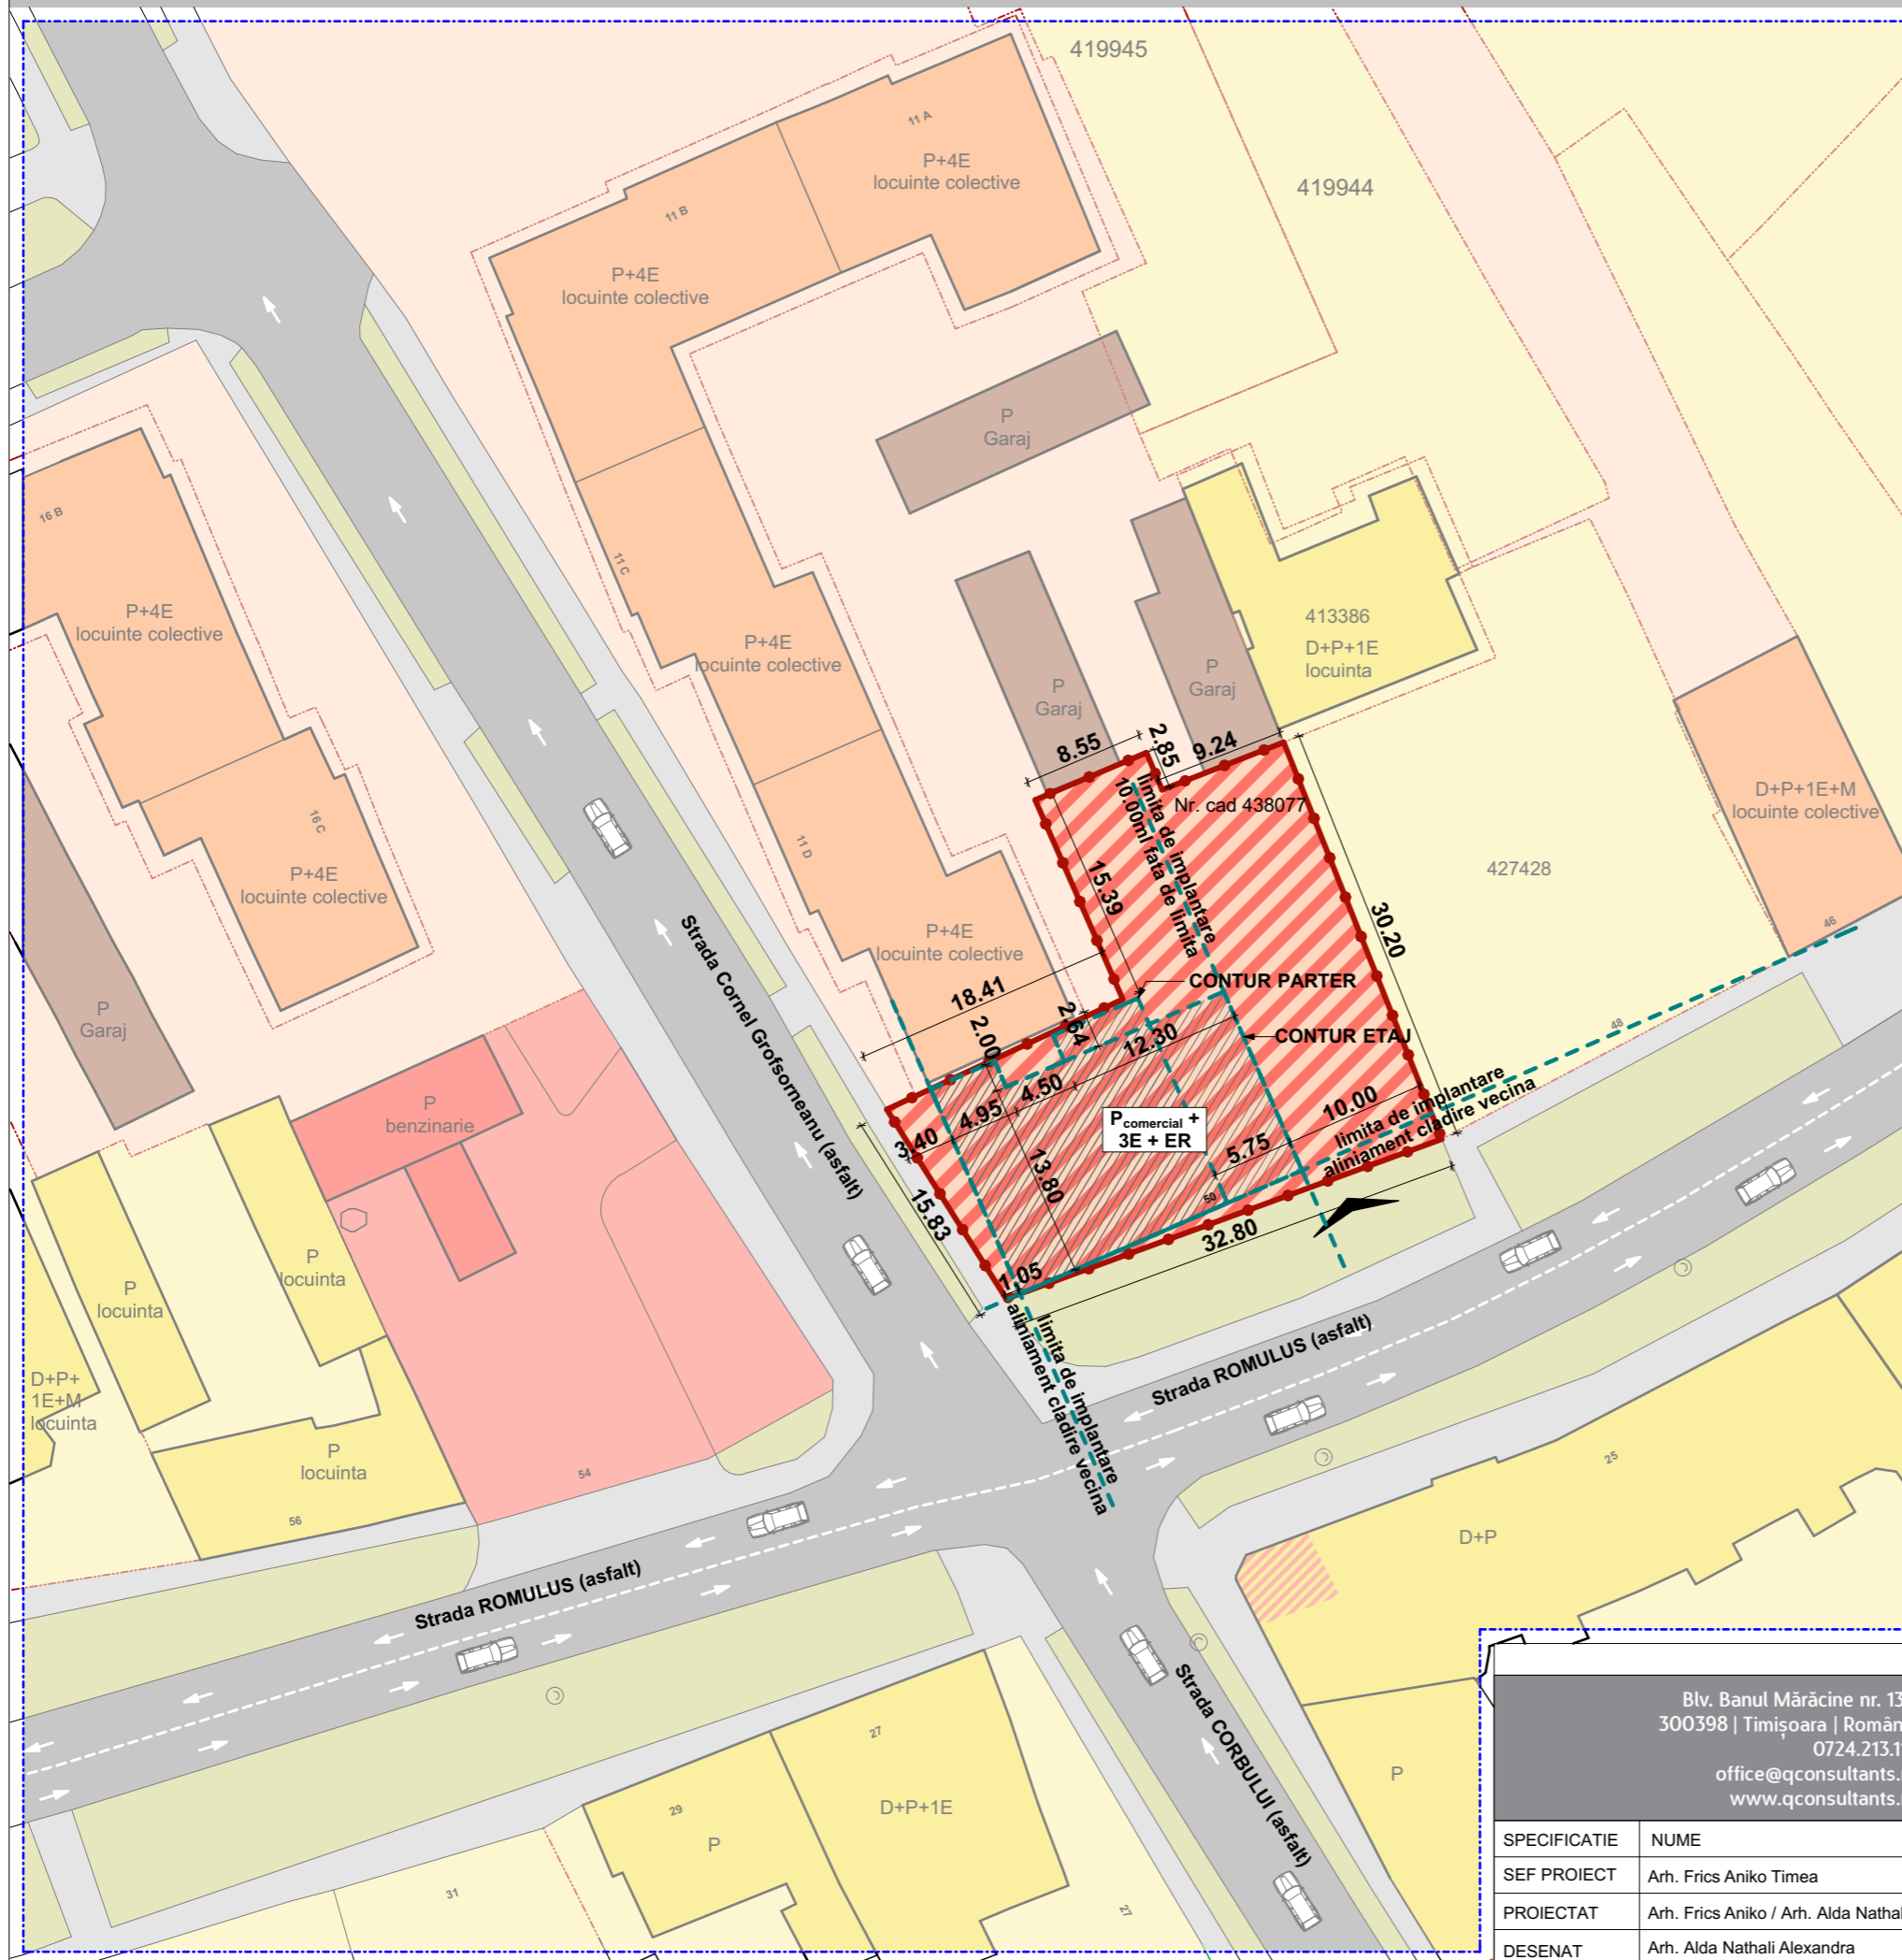 419945
11 A
P+4E
locuinte colective
419944
11 B
P+4E
locuinte colective
P
Garaj
16 B
11 C
P+4E
locuinte colective
P+4E
locuinte colective
413386
D+P+1E
locuinta
P
Garaj
P
Garaj
8.55
2.85
9.24
Nr. cad 438077
limita de implantare
10.00ml fata de limita
D+P+1E+M
locuinte colective
16 C
11 D
P+4E
locuinte colective
427428
15.39
30.20
46
P+4E
locuinte colective
Strada Cornel Grofsorneanu (asfalt)
18.41
CONTUR PARTER
P
Garaj
2.00
2.64
12.30
CONTUR ETAJ
48
4.50
4.95
3.40
P
benzinarie
Pcomercial +
3E + ER
10.00
limita de implantare
aliniament cladire vecina
5.75
13.80
15.83
50
32.80
1.05
P
locuinta
P
locuinta
limita de implantare
aliniament cladire vecina
Strada ROMULUS (asfalt)
D+P+
1E+M
locuinta
P
locuinta
54
56
25
D+P
Strada ROMULUS (asfalt)
Strada CORBULUI (asfalt)
27
D+P+1E
29
P
P
31
27
Blv. Banul Mărăcine nr. 13
300398 | Timișoara | Român
0724.213.1
office@qconsultants.
www.qconsultants.
SPECIFICATIE NUME
SEF PROIECT Arh. Frics Aniko Timea
PROIECTAT Arh. Frics Aniko / Arh. Alda Nathal
DESENAT Arh. Alda Nathali Alexandra